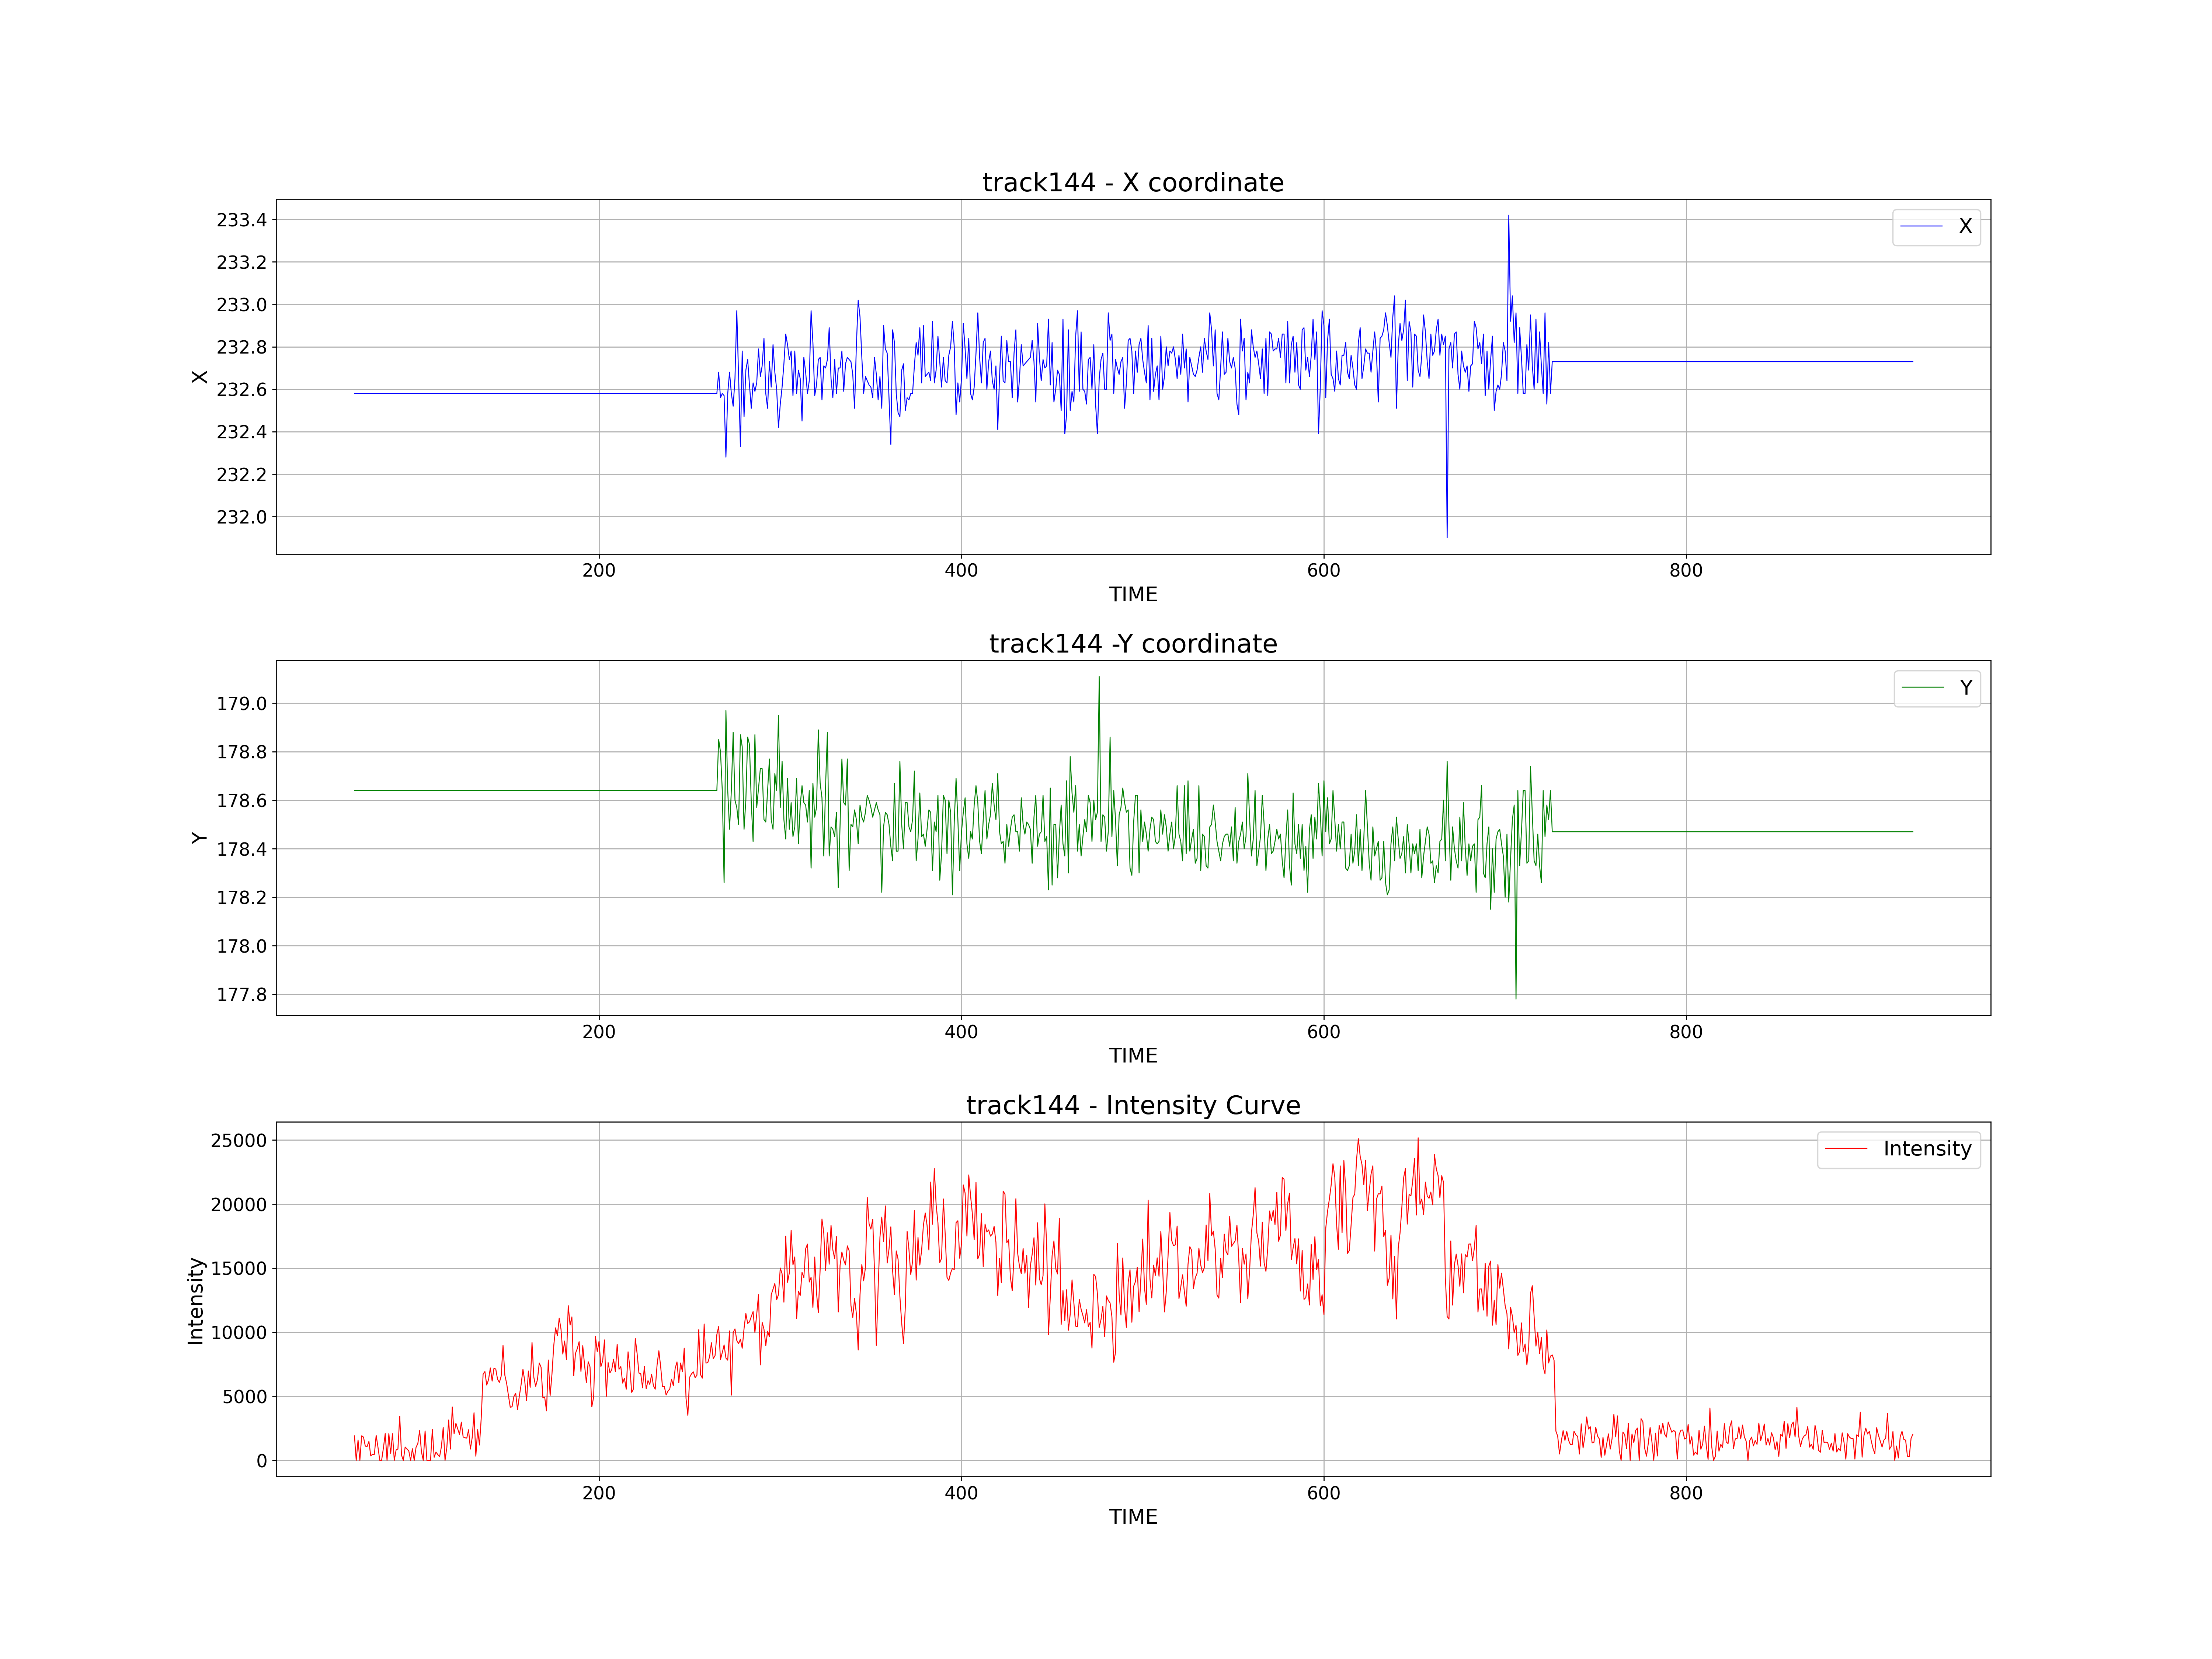 track144 - X coordinate
X
233.4
233.2
233.0
232.8
232.6
232.4
232.2
232.0
X
200 400 600 800
TIME
track144 -Y coordinate
Y
179.0
178.8
178.6
178.4
178.2
178.0
177.8
Y
200 400 600 800
TIME
track144 - Intensity Curve
Intensity
25000
20000
15000
10000
5000
0
Intensity
200 400 600 800
TIME